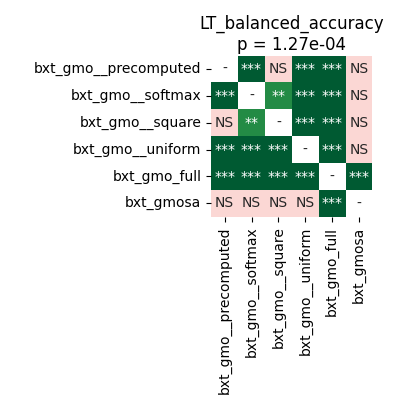 LT_balanced_accuracy
p = 1.27e-04
bxt_gmo__precomputed - *** NS *** *** NS
bxt_gmo__softmax *** - ** *** *** NS
bxt_gmo__square NS ** - *** *** NS
bxt_gmo__uniform *** *** *** - *** NS
bxt_gmo_full *** *** *** *** - ***
bxt_gmosa NS NS NS NS *** -
bxt_gmo__precomputed
bxt_gmo__softmax
bxt_gmo__square
bxt_gmo__uniform
bxt_gmo_full
bxt_gmosa